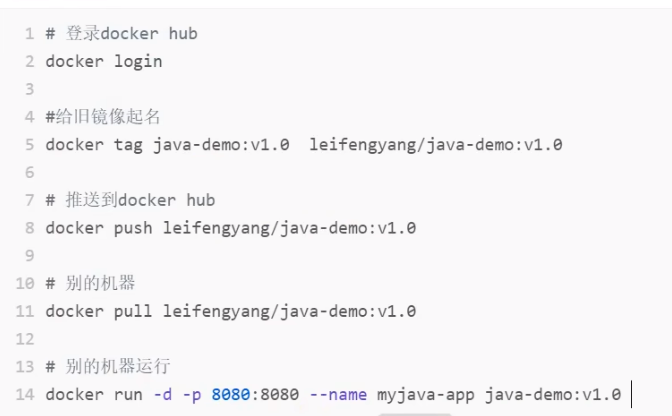 1 # 登录docker hub
2 docker login
3
4 #给旧镜像起名
5 docker tag java-demo:v1.0  leifengyang/java-demo:v1.0
6
7 # 推送到docker hub
8 docker push leifengyang/java-demo:v1.0
9
10 # 别的机器
11 docker pull leifengyang/java-demo:v1.0
12
13 # 别的机器运行
14 docker run -d -p 8080:8080 --name myjava-app java-demo:v1.0